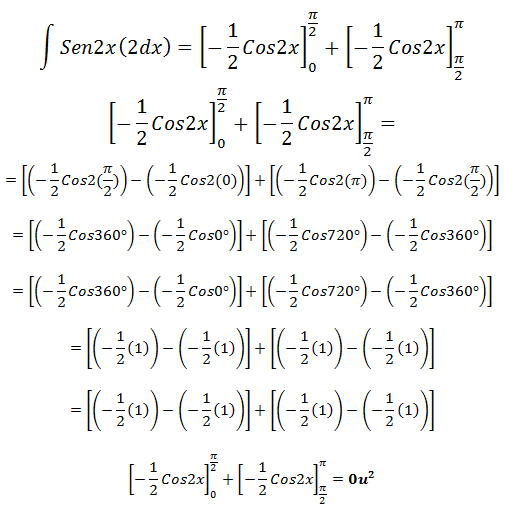 ∫ Sen2x(2dx) = [−1/2 Cos2x]₀^(π/2) + [−1/2 Cos2x]_(π/2)^π
[−1/2 Cos2x]₀^(π/2) + [−1/2 Cos2x]_(π/2)^π =
= [(−1/2 Cos2(π/2)) − (−1/2 Cos2(0))] + [(−1/2 Cos2(π)) − (−1/2 Cos2(π/2))]
= [(−1/2 Cos360°) − (−1/2 Cos0°)] + [(−1/2 Cos720°) − (−1/2 Cos360°)]
= [(−1/2 Cos360°) − (−1/2 Cos0°)] + [(−1/2 Cos720°) − (−1/2 Cos360°)]
= [(−1/2 (1)) − (−1/2 (1))] + [(−1/2 (1)) − (−1/2 (1))]
= [(−1/2 (1)) − (−1/2 (1))] + [(−1/2 (1)) − (−1/2 (1))]
[−1/2 Cos2x]₀^(π/2) + [−1/2 Cos2x]_(π/2)^π = 0u²